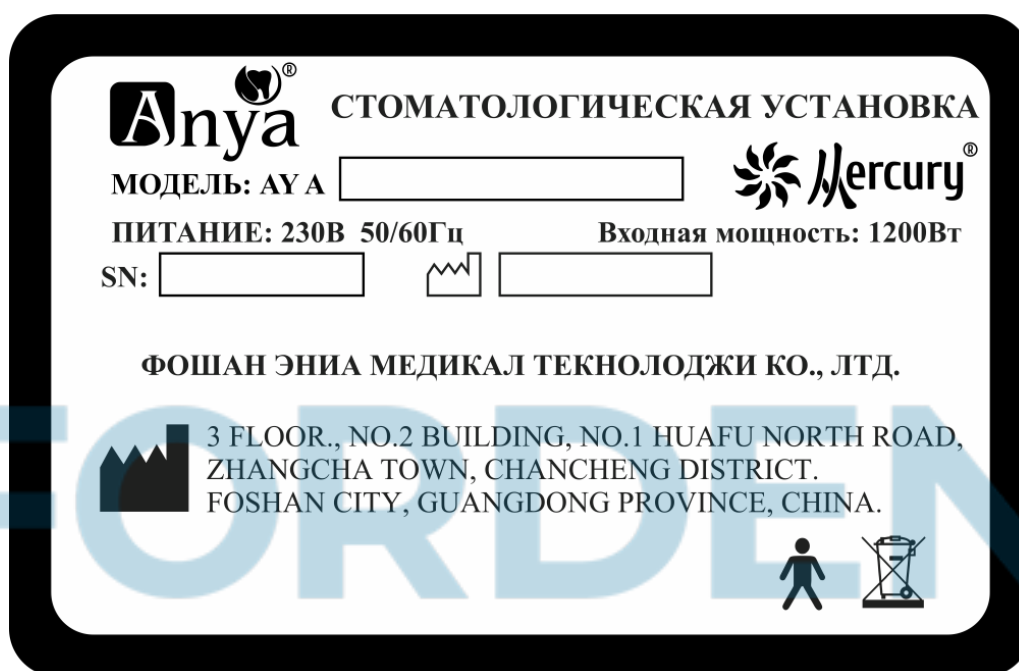 Anya®
СТОМАТОЛОГИЧЕСКАЯ УСТАНОВКА
МОДЕЛЬ: AY A
Mercury®
ПИТАНИЕ: 230В 50/60Гц Входная мощность: 1200Вт
SN:
ФОШАН ЭНИА МЕДИКАЛ ТЕКНОЛОДЖИ КО., ЛТД.
3 FLOOR., NO.2 BUILDING, NO.1 HUAFU NORTH ROAD,
ZHANGCHA TOWN, CHANCHENG DISTRICT.
FOSHAN CITY, GUANGDONG PROVINCE, CHINA.
FORDEN